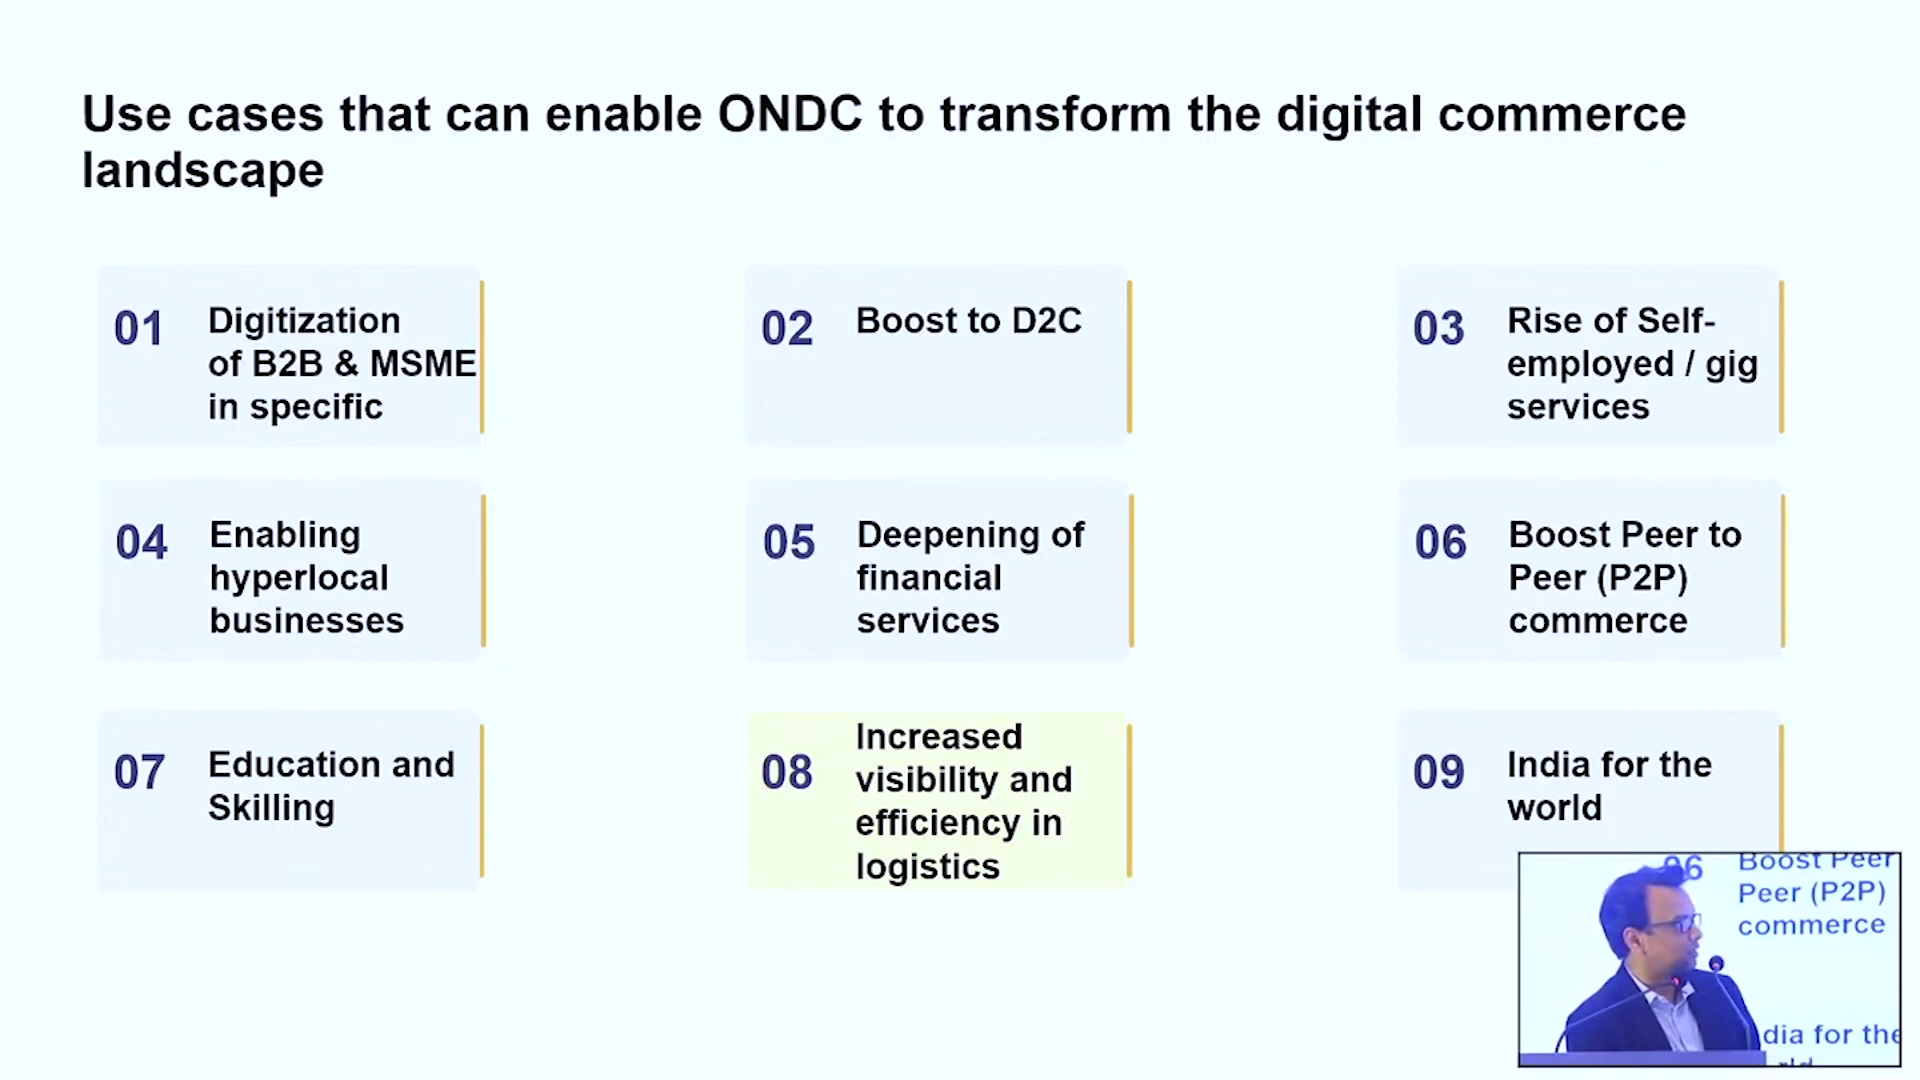 Use cases that can enable ONDC to transform the digital commerce
landscape
01
Digitization
of B2B & MSME
in specific
02
Boost to D2C
03
Rise of Self-
employed / gig
services
04
Enabling
hyperlocal
businesses
05
Deepening of
financial
services
06
Boost Peer to
Peer (P2P)
commerce
07
Education and
Skilling
08
Increased
visibility and
efficiency in
logistics
09
India for the
world
06
Boost Peer
Peer (P2P)
commerce
dia for the